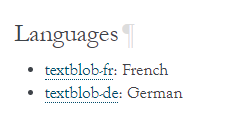 Languages ¶
textblob-fr: French
textblob-de: German